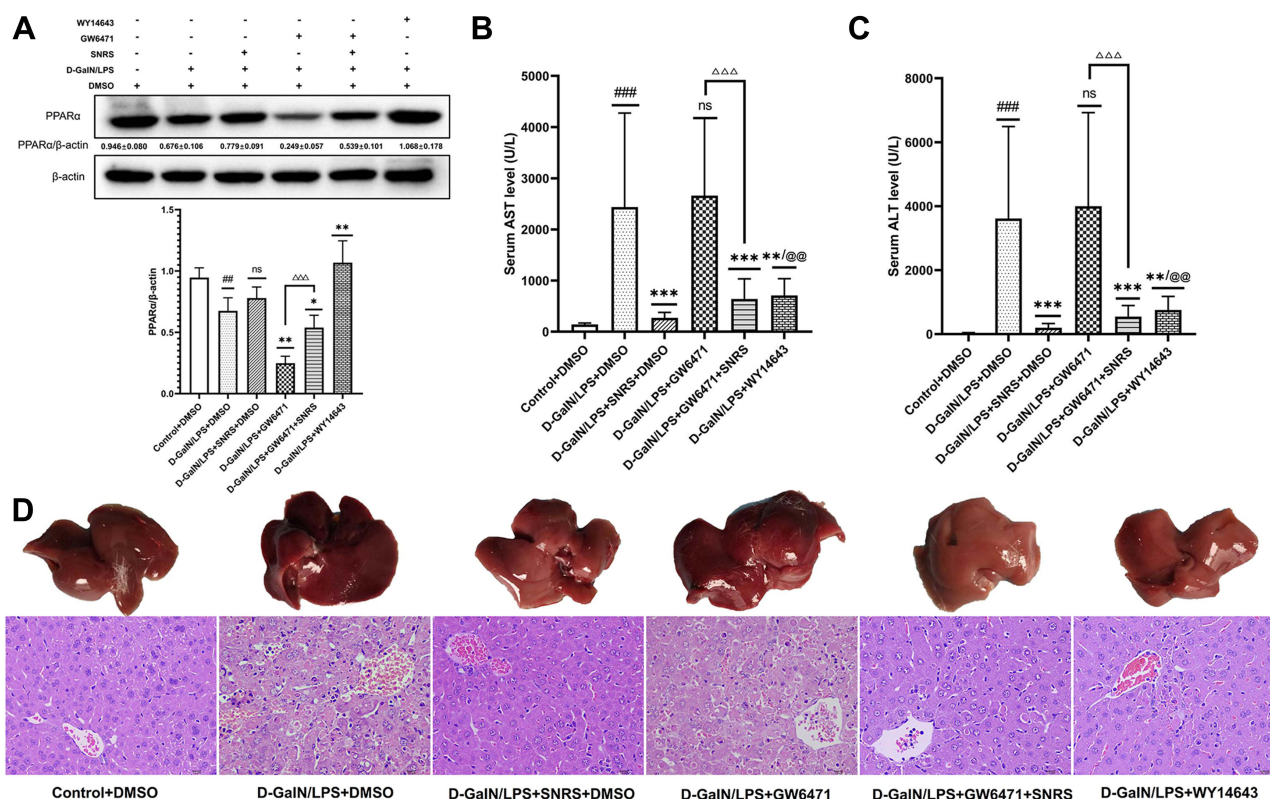 A
WY14643 - - - - - +
GW6471 - - - + + -
SNRS - - + - + -
D-GalN/LPS - + + + + +
DMSO + + + + + +
PPARα
PPARα/β-actin 0.946±0.080 0.676±0.106 0.779±0.091 0.249±0.057 0.539±0.101 1.068±0.178
β-actin
PPARα/β-actin
1.5
1.0
0.5
0.0
##
ns
**
△△△
*
**
Control+DMSO
D-GalN/LPS+DMSO
D-GalN/LPS+SNRS+DMSO
D-GalN/LPS+GW6471
D-GalN/LPS+GW6471+SNRS
D-GalN/LPS+WY14643
B
Serum AST level (U/L)
5000
4000
3000
2000
1000
0
###
***
ns
△△△
***
**/@@
Control+DMSO
D-GalN/LPS+DMSO
D-GalN/LPS+SNRS+DMSO
D-GalN/LPS+GW6471
D-GalN/LPS+GW6471+SNRS
D-GalN/LPS+WY14643
C
Serum ALT level (U/L)
8000
6000
4000
2000
0
###
***
ns
△△△
***
**/@@
Control+DMSO
D-GalN/LPS+DMSO
D-GalN/LPS+SNRS+DMSO
D-GalN/LPS+GW6471
D-GalN/LPS+GW6471+SNRS
D-GalN/LPS+WY14643
D
Control+DMSO D-GalN/LPS+DMSO D-GalN/LPS+SNRS+DMSO D-GalN/LPS+GW6471 D-GalN/LPS+GW6471+SNRS D-GalN/LPS+WY14643